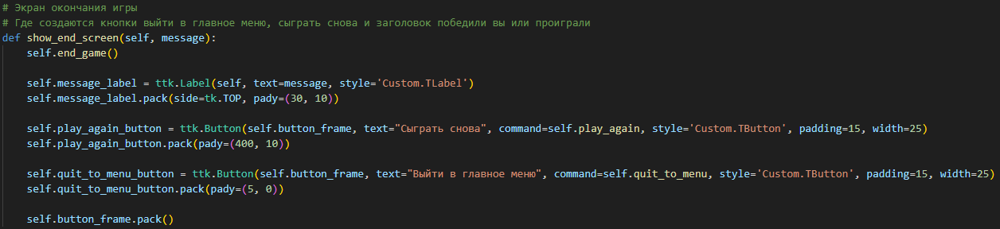 # Экран окончания игры
# Где создаются кнопки выйти в главное меню, сыграть снова и заголовок победили вы или проиграли
def show_end_screen(self, message):
    self.end_game()

    self.message_label = ttk.Label(self, text=message, style='Custom.TLabel')
    self.message_label.pack(side=tk.TOP, pady=(30, 10))

    self.play_again_button = ttk.Button(self.button_frame, text="Сыграть снова", command=self.play_again, style='Custom.TButton', padding=15, width=25)
    self.play_again_button.pack(pady=(400, 10))

    self.quit_to_menu_button = ttk.Button(self.button_frame, text="Выйти в главное меню", command=self.quit_to_menu, style='Custom.TButton', padding=15, width=25)
    self.quit_to_menu_button.pack(pady=(5, 0))

    self.button_frame.pack()